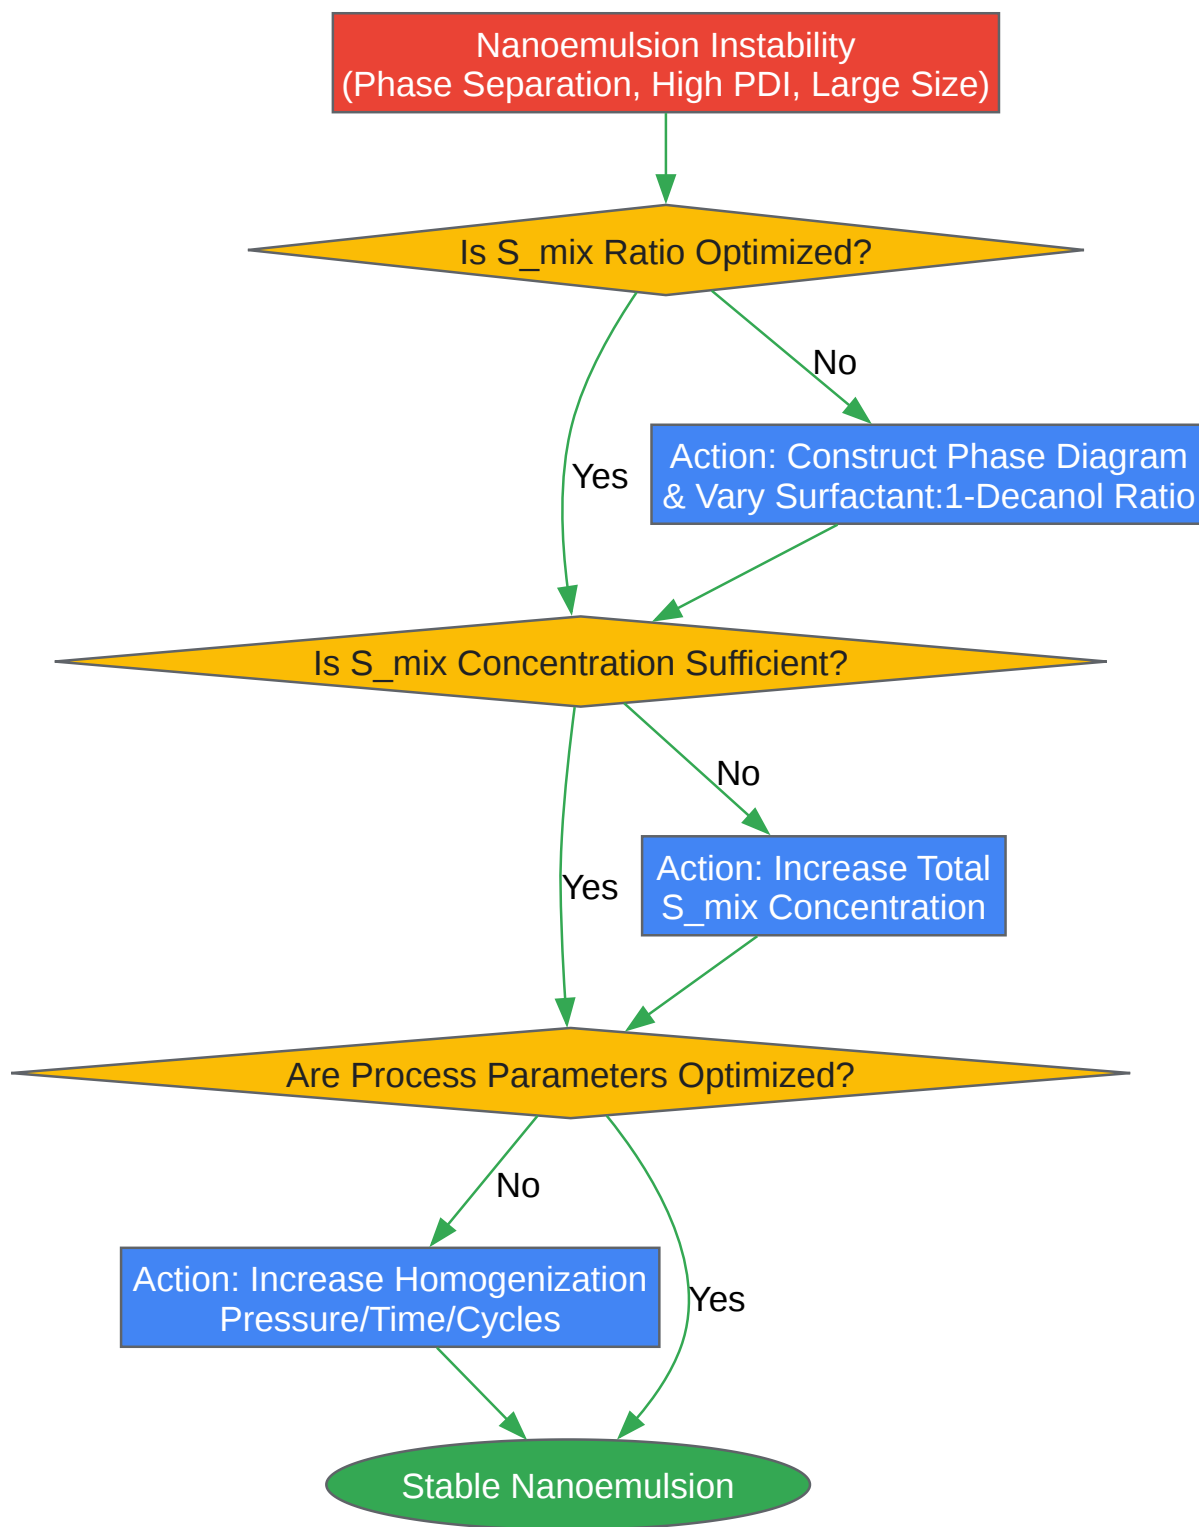 Nanoemulsion Instability
(Phase Separation, High PDI, Large Size)
Is S_mix Ratio Optimized?
No
Action: Construct Phase Diagram
& Vary Surfactant:1-Decanol Ratio
Yes
Is S_mix Concentration Sufficient?
No
Action: Increase Total
S_mix Concentration
Yes
Are Process Parameters Optimized?
No
Action: Increase Homogenization
Pressure/Time/Cycles
Yes
Stable Nanoemulsion